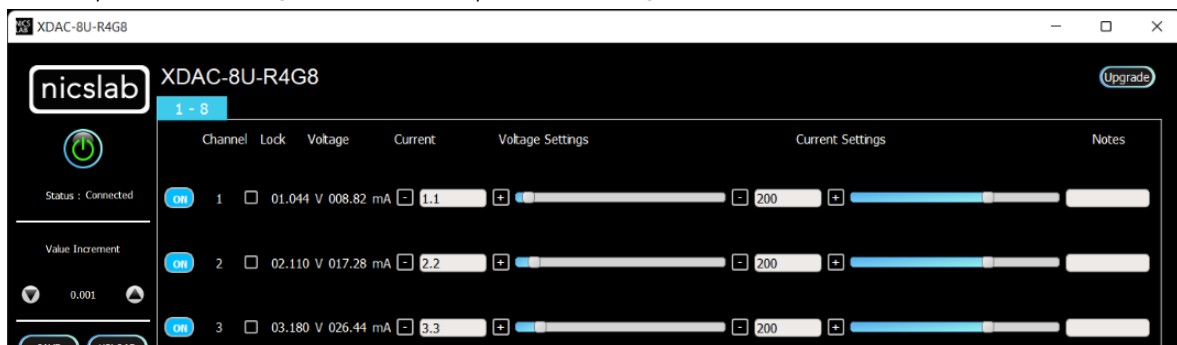 NICS LAB XDAC-8U-R4G8
nicslab XDAC-8U-R4G8 Upgrade
1 - 8
Channel Lock Voltage Current Voltage Settings Current Settings Notes
Status : Connected
ON 1 01.044 V 008.82 mA - 1.1 + - 200 +
Value Increment
ON 2 02.110 V 017.28 mA - 2.2 + - 200 +
0.001
ON 3 03.180 V 026.44 mA - 3.3 + - 200 +